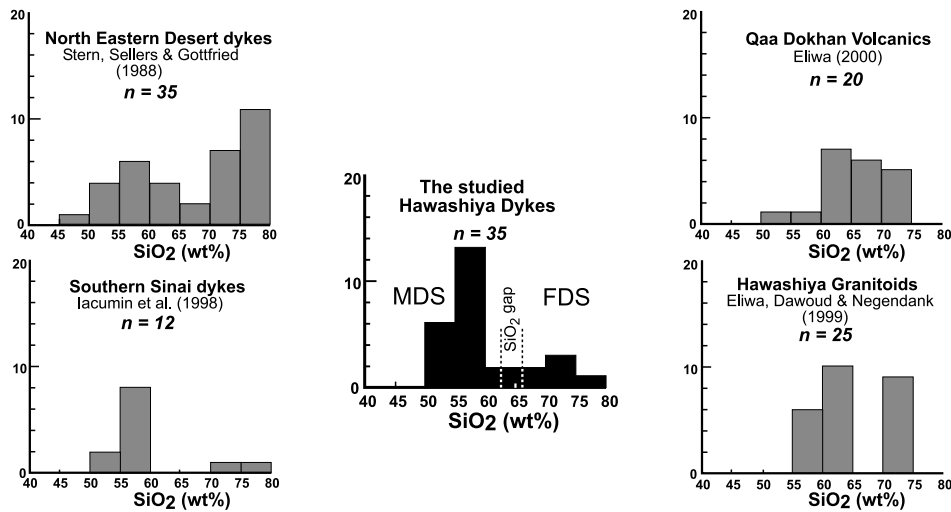 20
North Eastern Desert dykes
Stern, Sellers & Gottfried
(1988)
n = 35
10
0
40 45 50 55 60 65 70 75 80
SiO2 (wt%)
20
Southern Sinai dykes
Iacumin et al. (1998)
n = 12
10
0
40 45 50 55 60 65 70 75 80
SiO2 (wt%)
20
The studied
Hawashiya Dykes
n = 35
MDS
SiO2 gap
FDS
10
0
40 45 50 55 60 65 70 75 80
SiO2 (wt%)
20
Qaa Dokhan Volcanics
Eliwa (2000)
n = 20
10
0
40 45 50 55 60 65 70 75 80
SiO2 (wt%)
20
Hawashiya Granitoids
Eliwa, Dawoud & Negendank
(1999)
n = 25
10
0
40 45 50 55 60 65 70 75 80
SiO2 (wt%)